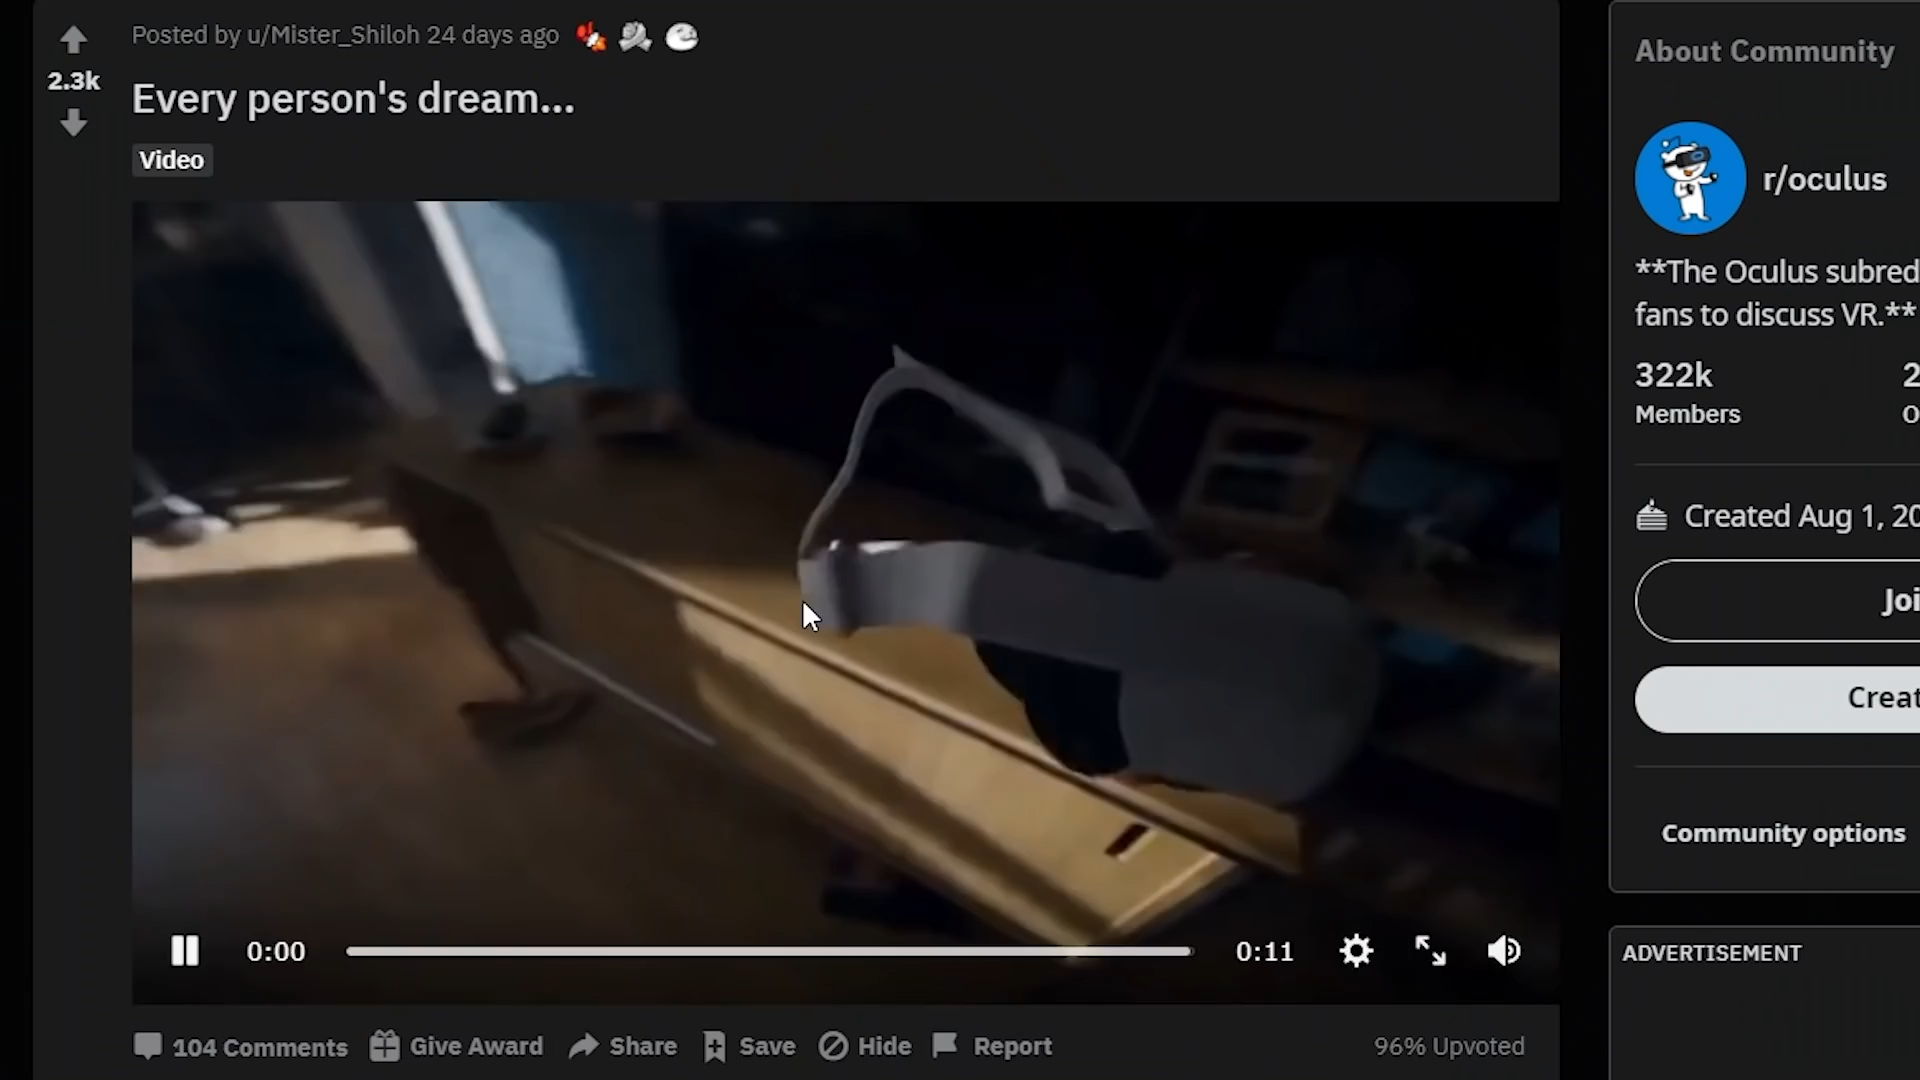 Posted by u/Mister_Shiloh 24 days ago
2.3k
Every person's dream...
Video
0:00
0:11
104 Comments
Give Award
Share
Save
Hide
Report
96% Upvoted
About Community
r/oculus
**The Oculus subred
fans to discuss VR.**
322k
2
Members
O
Created Aug 1, 20
Joi
Creat
Community options
ADVERTISEMENT